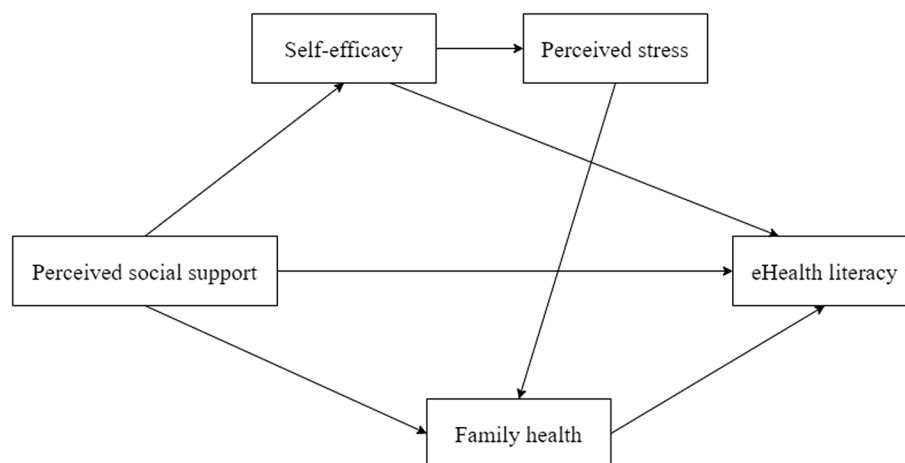 Self-efficacy
Perceived stress
Perceived social support
eHealth literacy
Family health